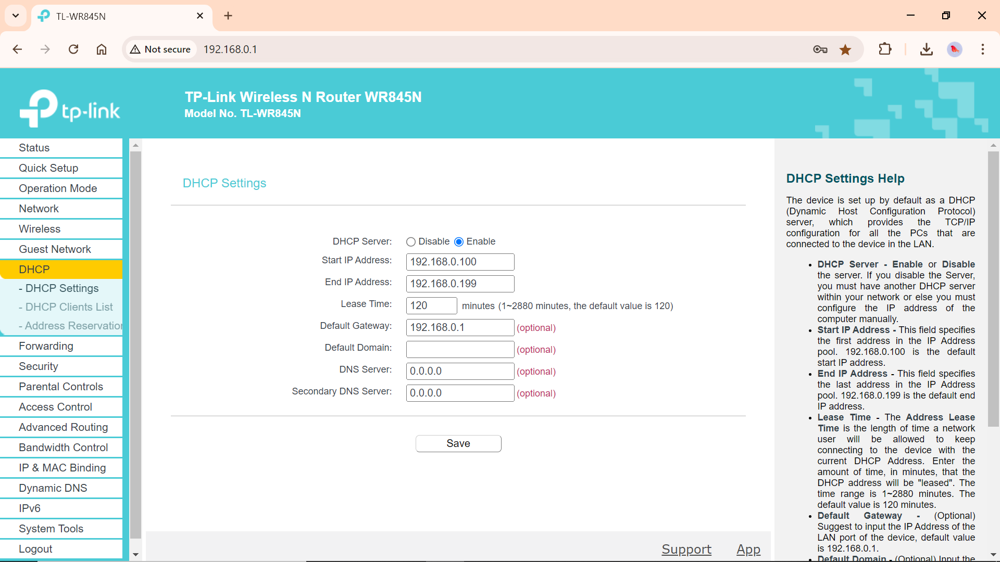 TL-WR845N
Not secure
192.168.0.1
tp-link
TP-Link Wireless N Router WR845N
Model No. TL-WR845N
Status
Quick Setup
Operation Mode
Network
Wireless
Guest Network
DHCP
- DHCP Settings
- DHCP Clients List
- Address Reservation
Forwarding
Security
Parental Controls
Access Control
Advanced Routing
Bandwidth Control
IP & MAC Binding
Dynamic DNS
IPv6
System Tools
Logout
DHCP Settings
DHCP Server: Disable Enable
Start IP Address: 192.168.0.100
End IP Address: 192.168.0.199
Lease Time: 120 minutes (1~2880 minutes, the default value is 120)
Default Gateway: 192.168.0.1 (optional)
Default Domain: (optional)
DNS Server: 0.0.0.0 (optional)
Secondary DNS Server: 0.0.0.0 (optional)
Save
Support App
DHCP Settings Help
The device is set up by default as a DHCP
(Dynamic Host Configuration Protocol)
server, which provides the TCP/IP
configuration for all the PCs that are
connected to the device in the LAN.
• DHCP Server - Enable or Disable
the server. If you disable the Server,
you must have another DHCP server
within your network or else you must
configure the IP address of the
computer manually.
• Start IP Address - This field specifies
the first address in the IP Address
pool. 192.168.0.100 is the default
start IP address.
• End IP Address - This field specifies
the last address in the IP Address
pool. 192.168.0.199 is the default end
IP address.
• Lease Time - The Address Lease
Time is the length of time a network
user will be allowed to keep
connecting to the device with the
current DHCP Address. Enter the
amount of time, in minutes, that the
DHCP address will be "leased". The
time range is 1~2880 minutes. The
default value is 120 minutes.
• Default Gateway - (Optional)
Suggest to input the IP Address of the
LAN port of the device, default value
is 192.168.0.1.
• Default Domain - (Optional) Input the